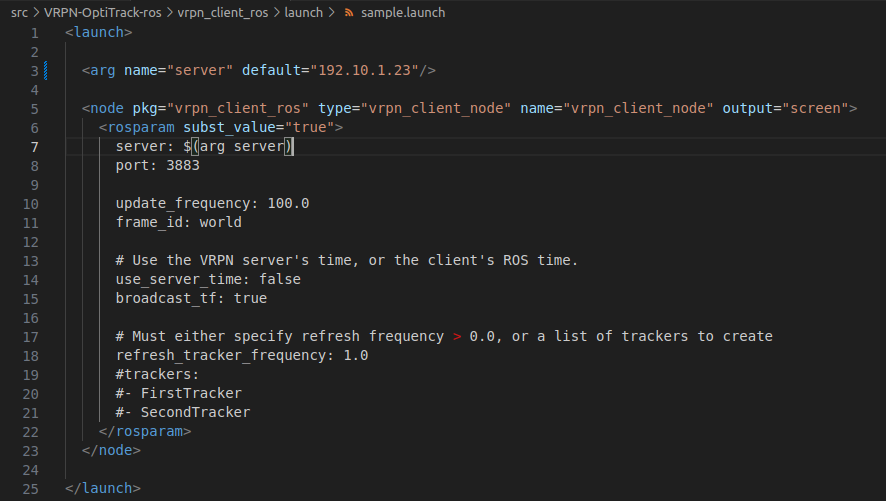 src > VRPN-OptiTrack-ros > vrpn_client_ros > launch > sample.launch
1 <launch>
2
3 <arg name="server" default="192.10.1.23"/>
4
5 <node pkg="vrpn_client_ros" type="vrpn_client_node" name="vrpn_client_node" output="screen">
6 <rosparam subst_value="true">
7 server: $(arg server)
8 port: 3883
9
10 update_frequency: 100.0
11 frame_id: world
12
13 # Use the VRPN server's time, or the client's ROS time.
14 use_server_time: false
15 broadcast_tf: true
16
17 # Must either specify refresh frequency > 0.0, or a list of trackers to create
18 refresh_tracker_frequency: 1.0
19 #trackers:
20 #- FirstTracker
21 #- SecondTracker
22 </rosparam>
23 </node>
24
25 </launch>